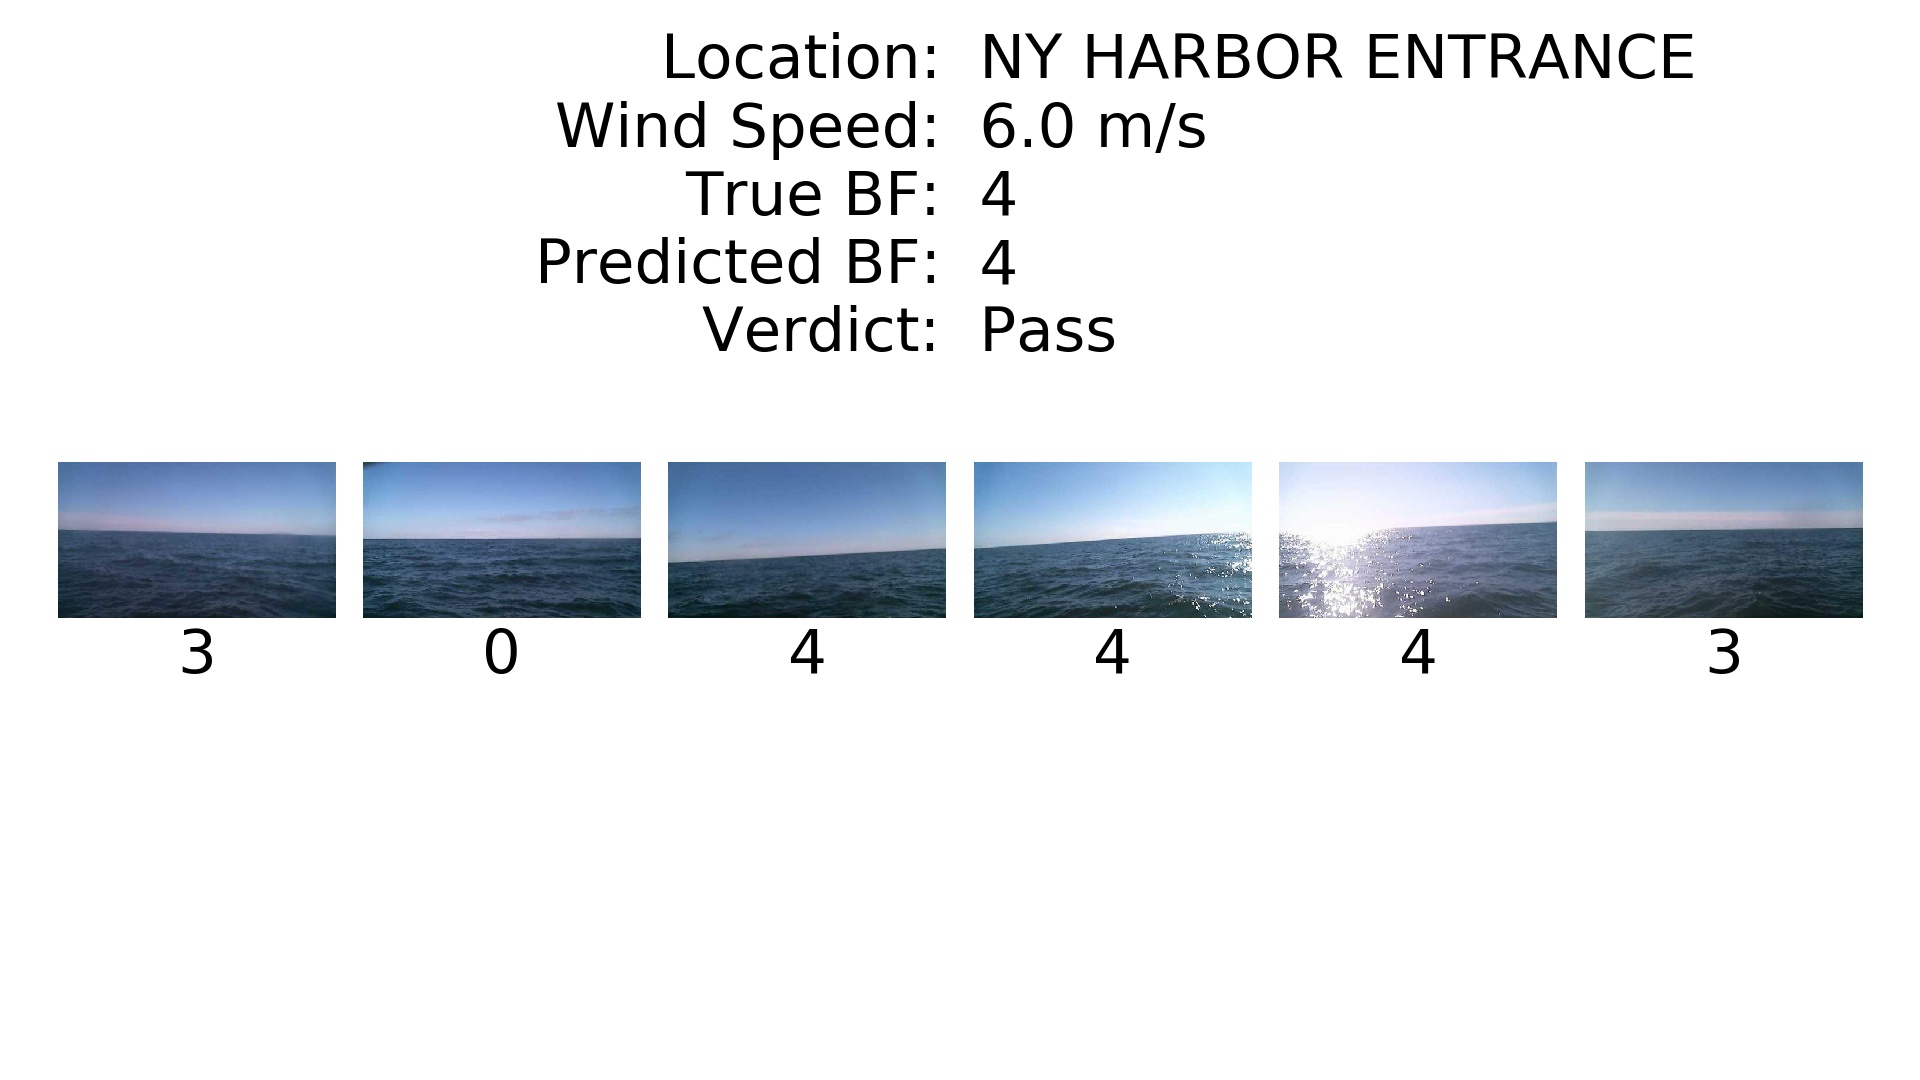 Location: NY HARBOR ENTRANCE
Wind Speed: 6.0 m/s
True BF: 4
Predicted BF: 4
Verdict: Pass
3 0 4 4 4 3